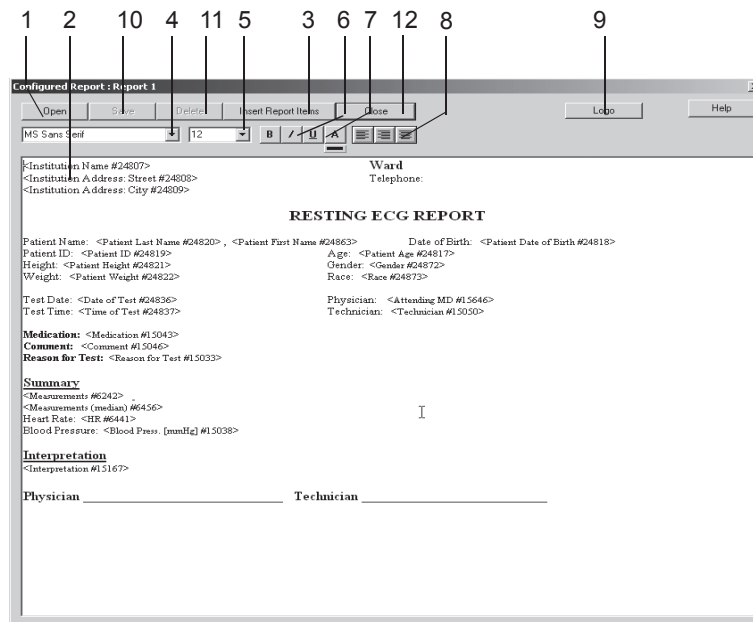 1 2 10 4 11 5 3 6 7 12 8 9
Configured Report : Report 1
Open Save Delete Insert Report Items Close Logo Help
MS Sans Serif 12 B I U A
<Institution Name #24807> Ward
<Institution Address: Street #24808> Telephone:
<Institution Address: City #24809>
RESTING ECG REPORT
Patient Name: <Patient Last Name #24820> , <Patient First Name #24863> Date of Birth: <Patient Date of Birth #24818>
Patient ID: <Patient ID #24819> Age: <Patient Age #24817>
Height: <Patient Height #24821> Gender: <Gender #24872>
Weight: <Patient Weight #24822> Race: <Race #24873>
Test Date: <Date of Test #24836> Physician: <Attending MD #15646>
Test Time: <Time of Test #24837> Technician: <Technician #15050>
Medication: <Medication #15043>
Comment: <Comment #15046>
Reason for Test: <Reason for Test #15033>
Summary
<Measurements #6242>
<Measurements (median) #6456>
Heart Rate: <HR #6441>
Blood Pressure: <Blood Press. [mmHg] #15038>
Interpretation
<Interpretation #15167>
Physician Technician